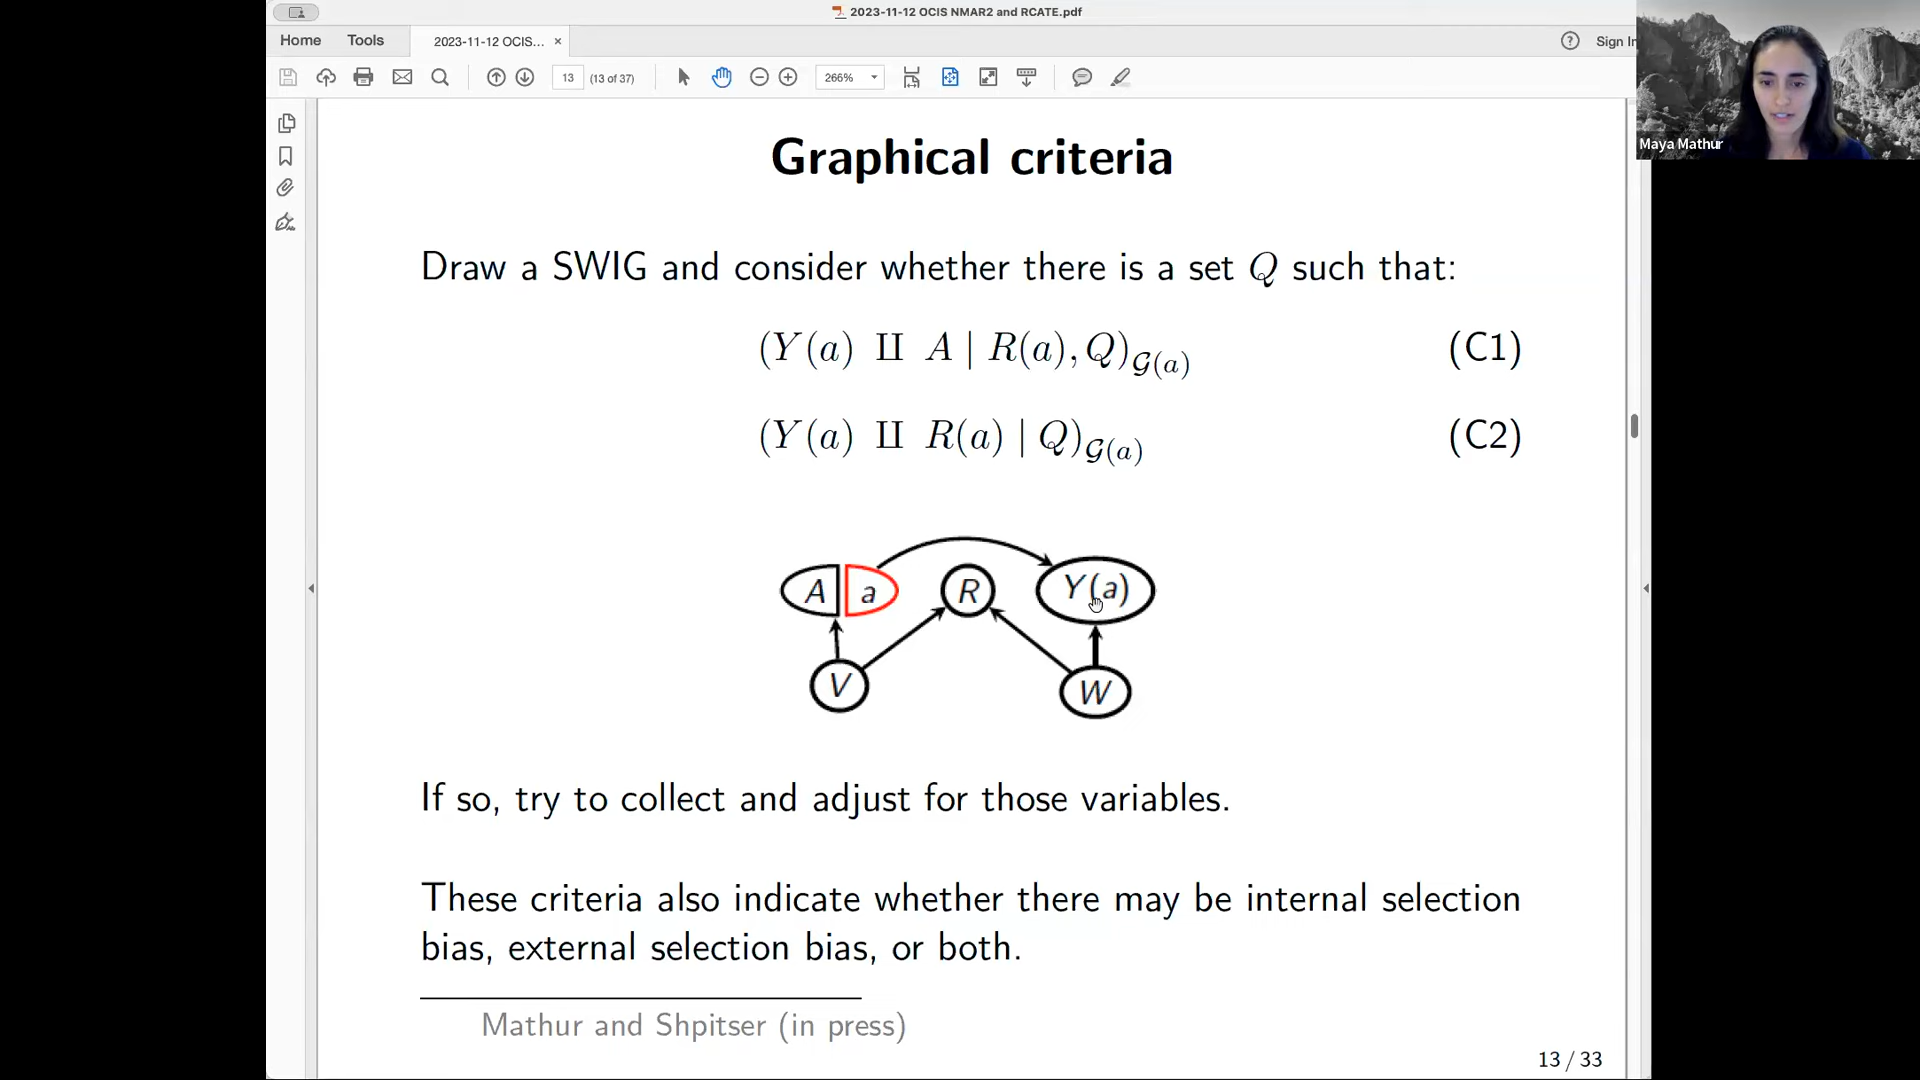 2023-11-12 OCIS NMAR2 and RCATE.pdf
Home Tools 2023-11-12 OCIS... × Sign In
13 (13 of 37) 266%
Maya Mathur
Graphical criteria
Draw a SWIG and consider whether there is a set Q such that:
(Y(a) ⫫ A | R(a), Q)_{𝒢(a)} (C1)
(Y(a) ⫫ R(a) | Q)_{𝒢(a)} (C2)
A a R Y(a)
V W
If so, try to collect and adjust for those variables.
These criteria also indicate whether there may be internal selection
bias, external selection bias, or both.
Mathur and Shpitser (in press)
13 / 33